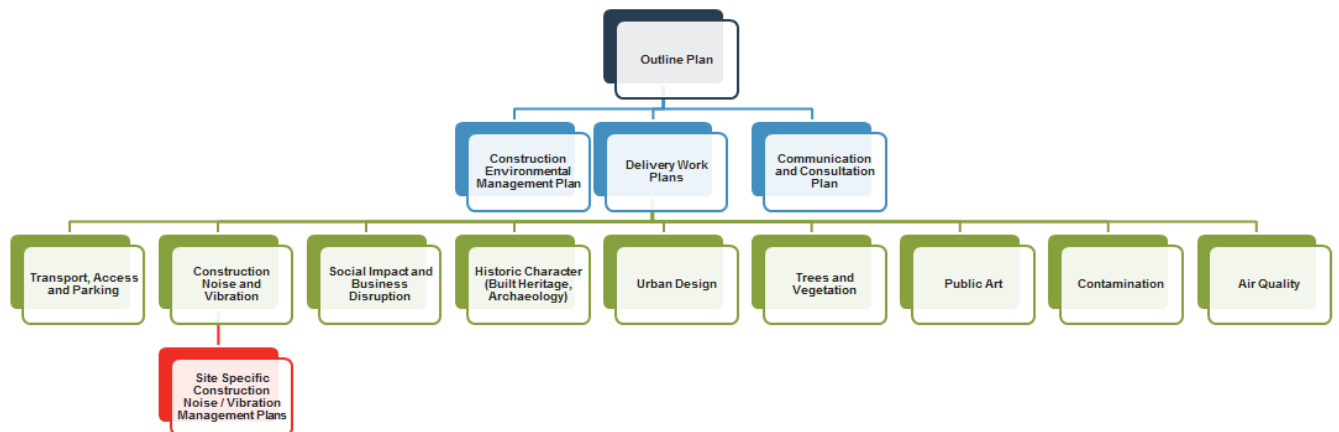 Outline Plan
Construction
Environmental
Management Plan
Delivery Work
Plans
Communication
and Consultation
Plan
Transport, Access
and Parking
Construction
Noise and
Vibration
Social Impact and
Business
Disruption
Historic Character
(Built Heritage,
Archaeology)
Urban Design
Trees and
Vegetation
Public Art
Contamination
Air Quality
Site Specific
Construction
Noise / Vibration
Management Plans